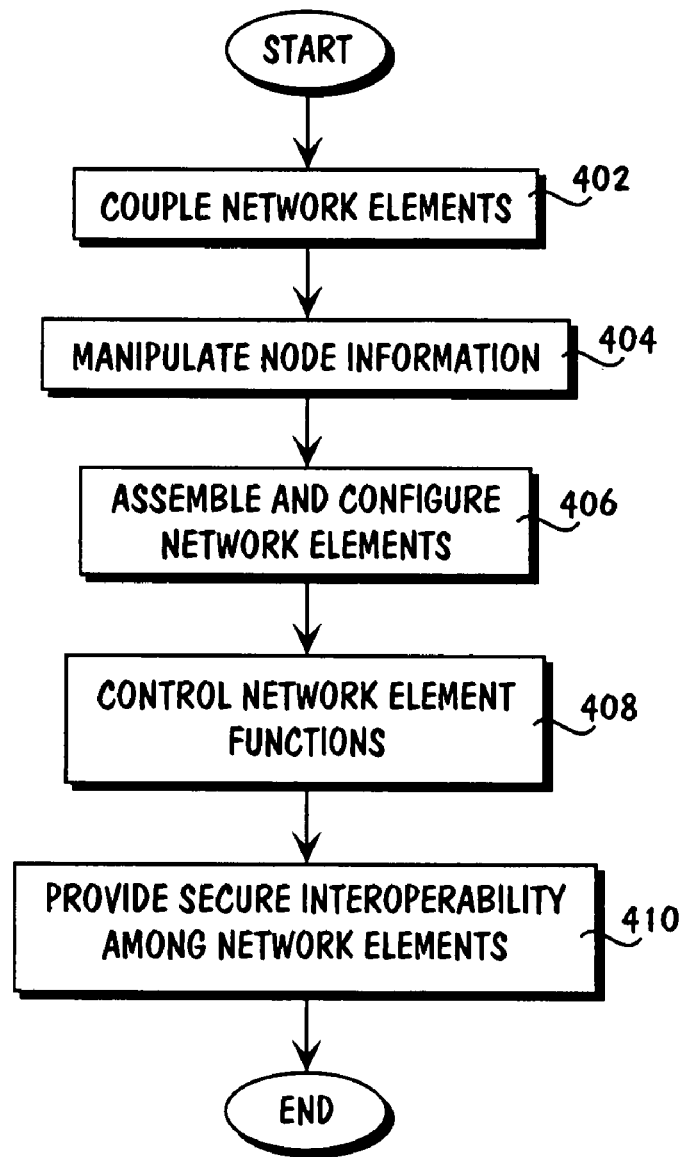 START
COUPLE NETWORK ELEMENTS
402
MANIPULATE NODE INFORMATION
404
ASSEMBLE AND CONFIGURE
NETWORK ELEMENTS
406
CONTROL NETWORK ELEMENT
FUNCTIONS
408
PROVIDE SECURE INTEROPERABILITY
AMONG NETWORK ELEMENTS
410
END